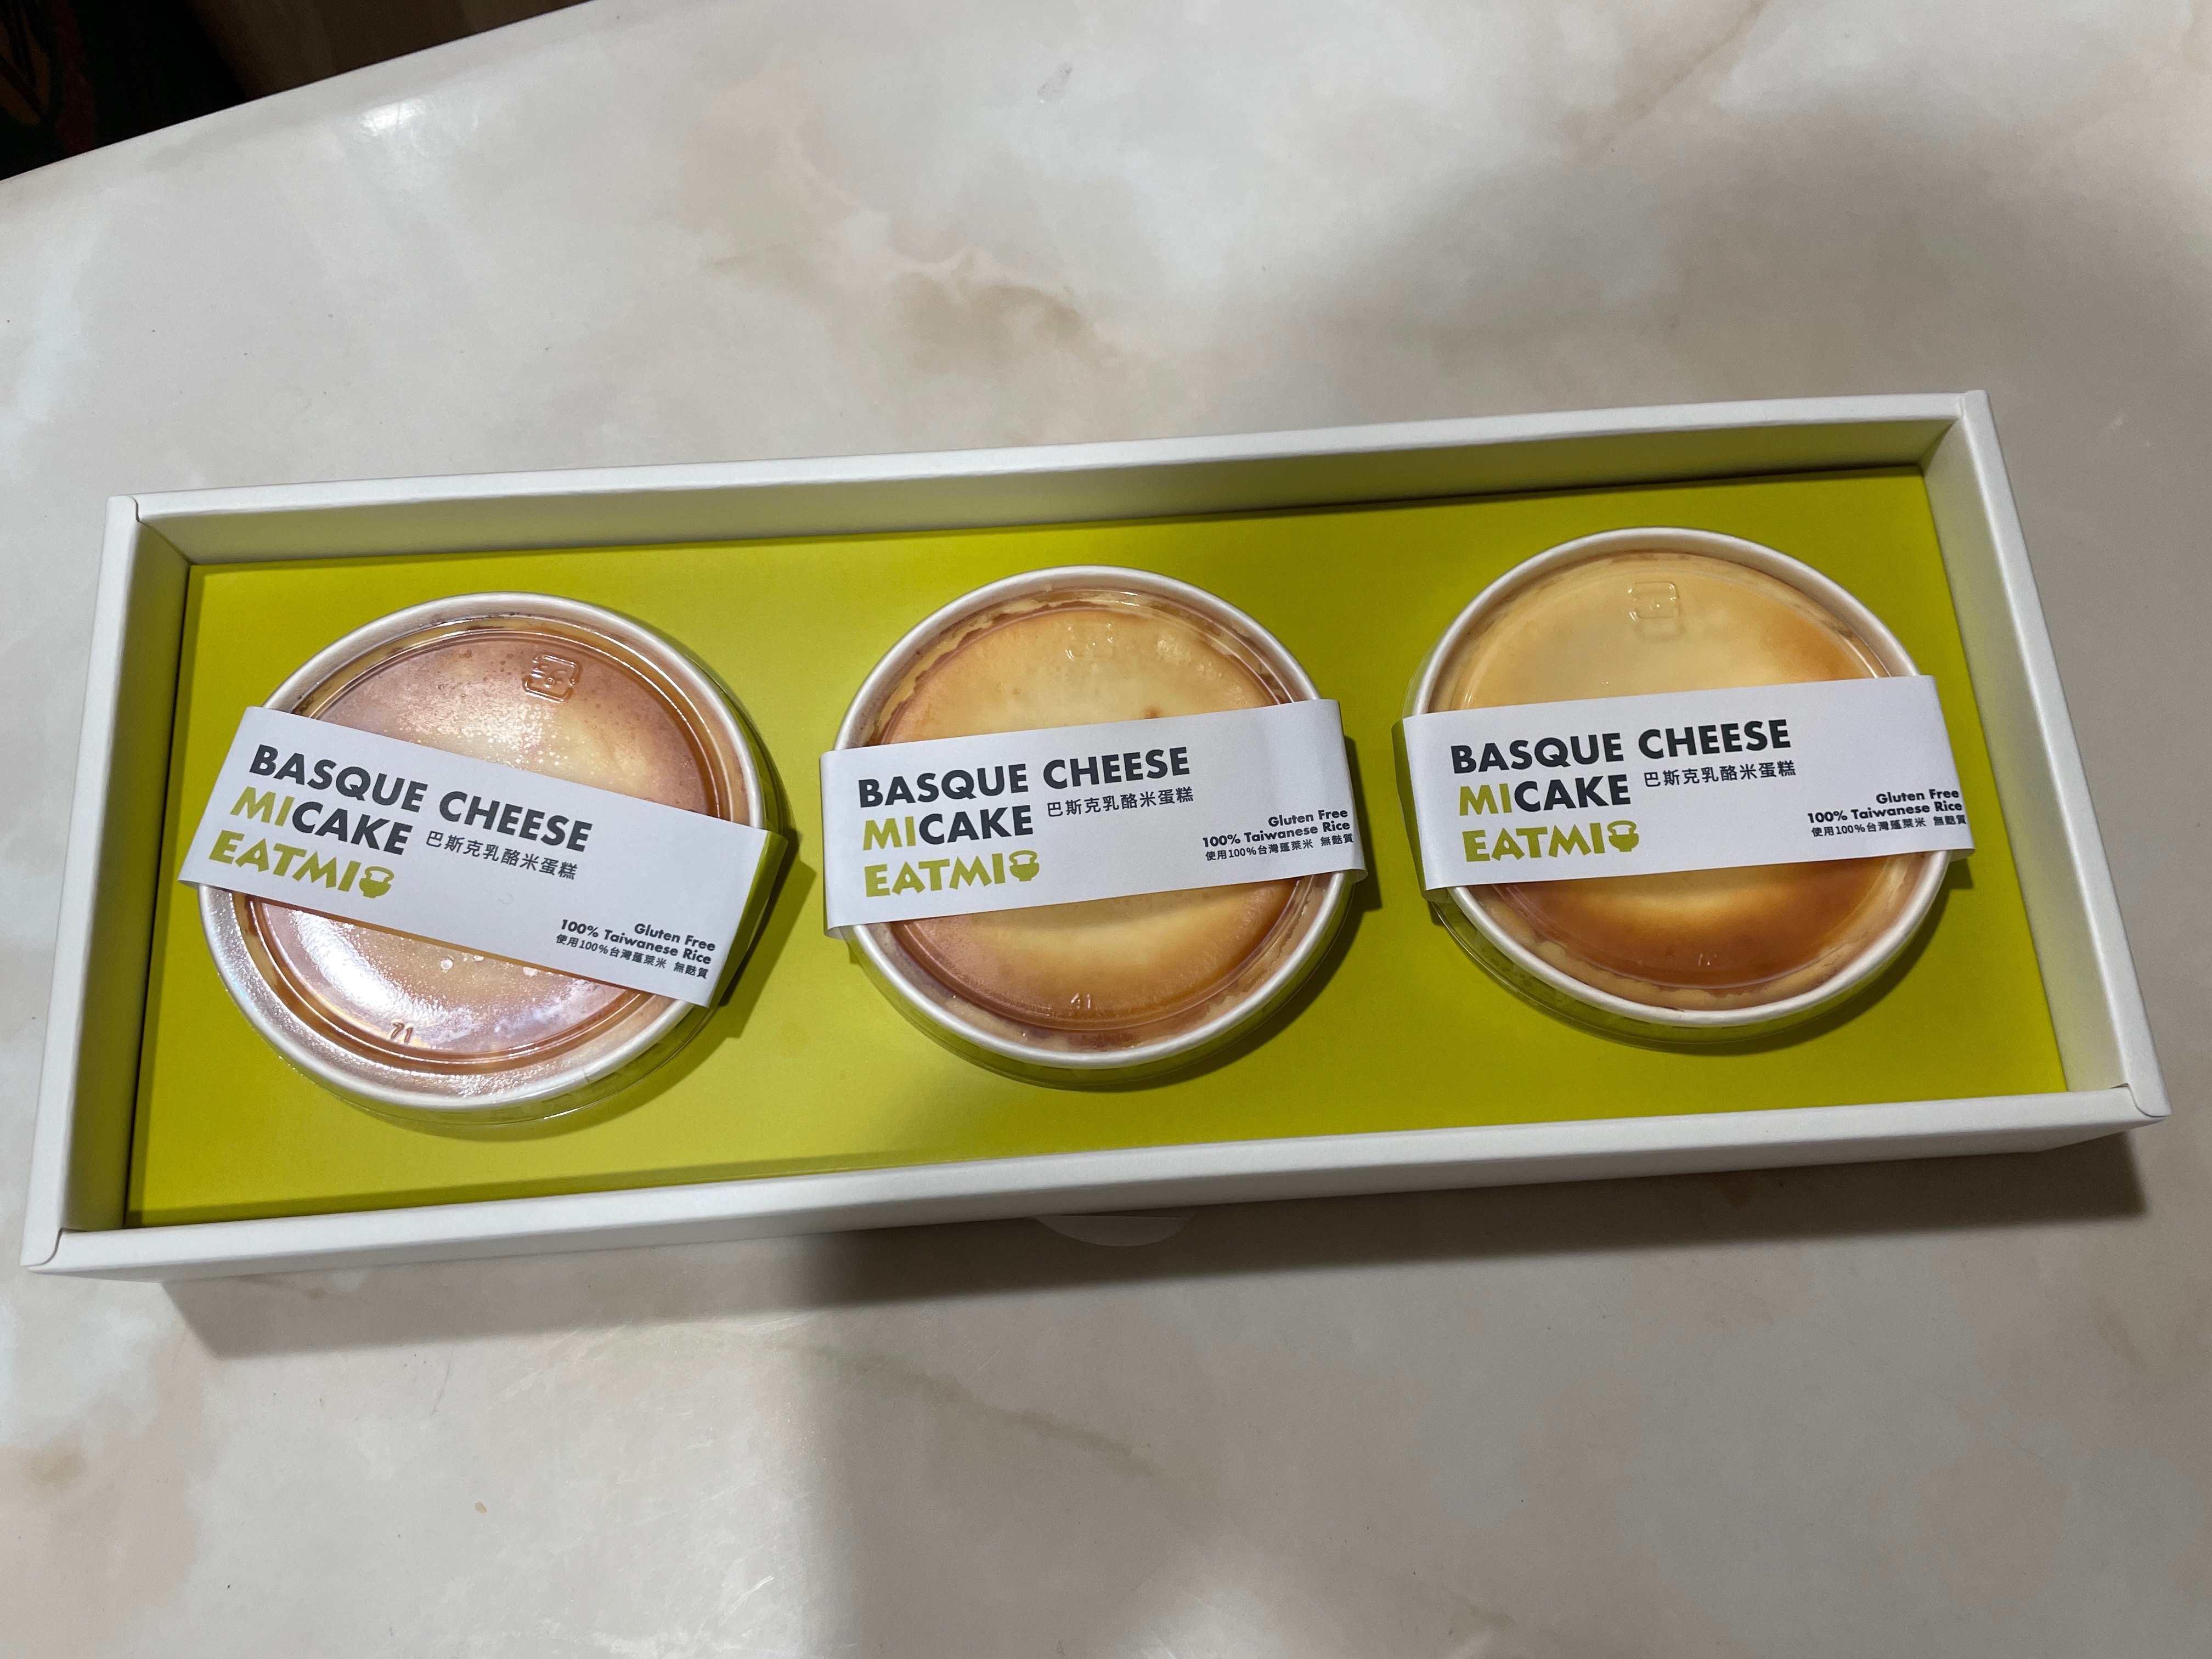 BASQUE CHEESE
MICAKE 巴斯克乳酪米蛋糕
EATMI
Gluten Free
100% Taiwanese Rice
使用100%台灣蓬萊米 無麩質
71
BASQUE CHEESE
MICAKE 巴斯克乳酪米蛋糕
EATMI
Gluten Free
100% Taiwanese Rice
使用100%台灣蓬萊米 無麩質
41
BASQUE CHEESE
MICAKE 巴斯克乳酪米蛋糕
EATMI
Gluten Free
100% Taiwanese Rice
使用100%台灣蓬萊米 無麩質